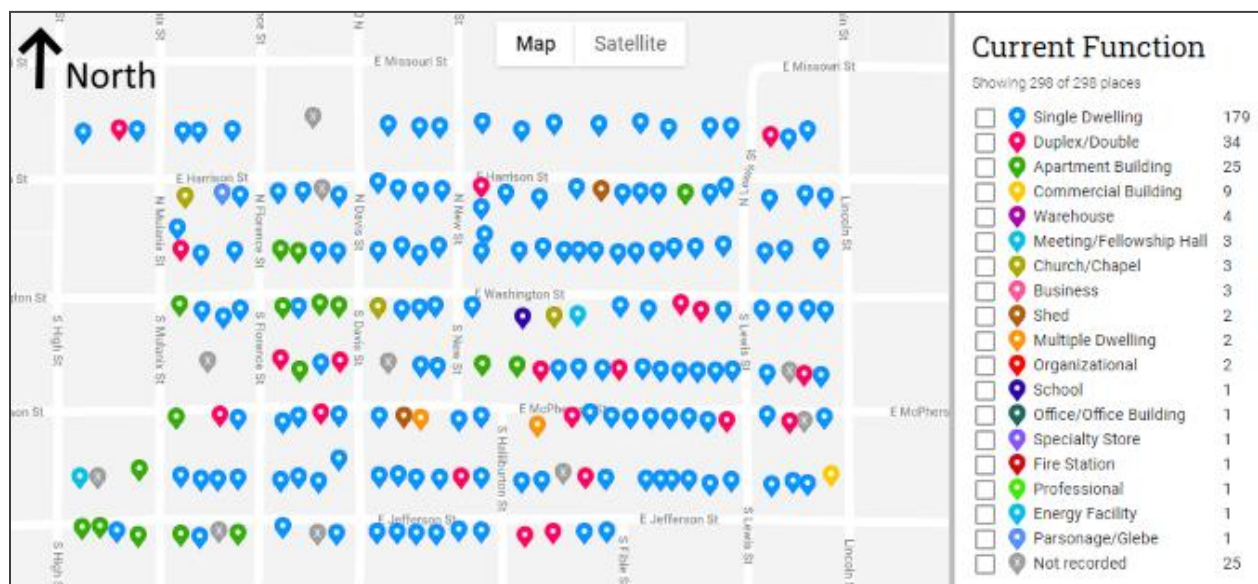 Map Satellite
North
E Missouri St
E Missouri St
E Harrison St
E Harrison St
N Mulanix St
N Florence St
N Davis St
N New St
N Lewis St
Lincoln St
E Washington St
S High St
S Mulanix St
S Florence St
S Davis St
S New St
S Lewis St
E McPhers
S Halliburton St
E Jefferson St
E Jefferson St
S High S
S Fible St
S Lewis St
Lincoln St
Current Function
Showing 298 of 298 places
Single Dwelling 179
Duplex/Double 34
Apartment Building 25
Commercial Building 9
Warehouse 4
Meeting/Fellowship Hall 3
Church/Chapel 3
Business 3
Shed 2
Multiple Dwelling 2
Organizational 2
School 1
Office/Office Building 1
Specialty Store 1
Fire Station 1
Professional 1
Energy Facility 1
Parsonage/Glebe 1
Not recorded 25